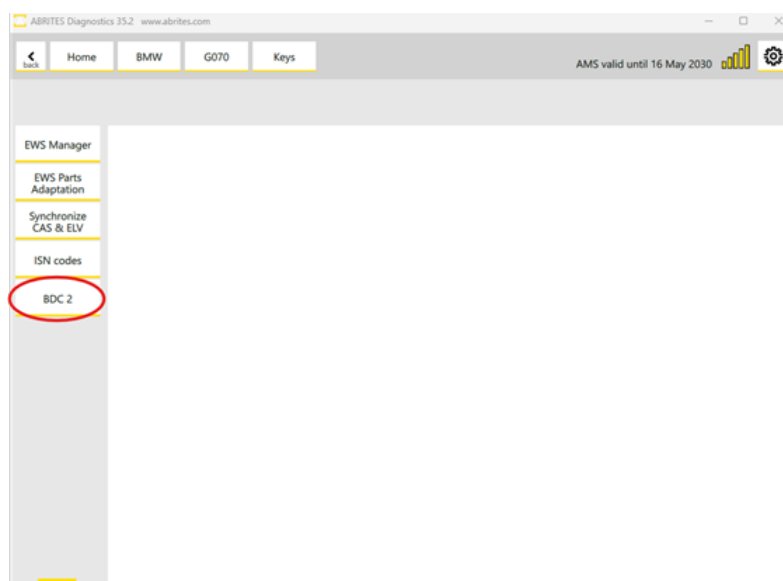 ABRITES Diagnostics 35.2 www.abrites.com
back Home BMW G070 Keys
AMS valid until 16 May 2030
EWS Manager
EWS Parts
Adaptation
Synchronize
CAS & ELV
ISN codes
BDC 2